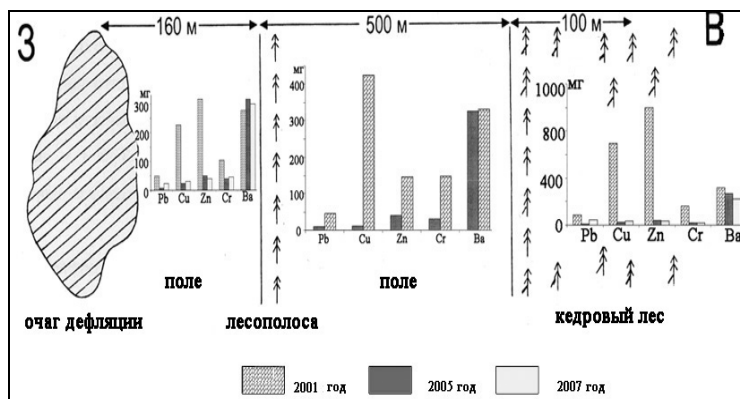 З 160 м 500 м 100 м В
мг
300
200
100
0
Pb Cu Zn Cr Ba
мг
400
300
200
100
0
Pb Cu Zn Cr Ba
мг
1000
800
400
0
Pb Cu Zn Cr Ba
поле поле
очаг дефляции лесополоса кедровый лес
2001 год 2005 год 2007 год